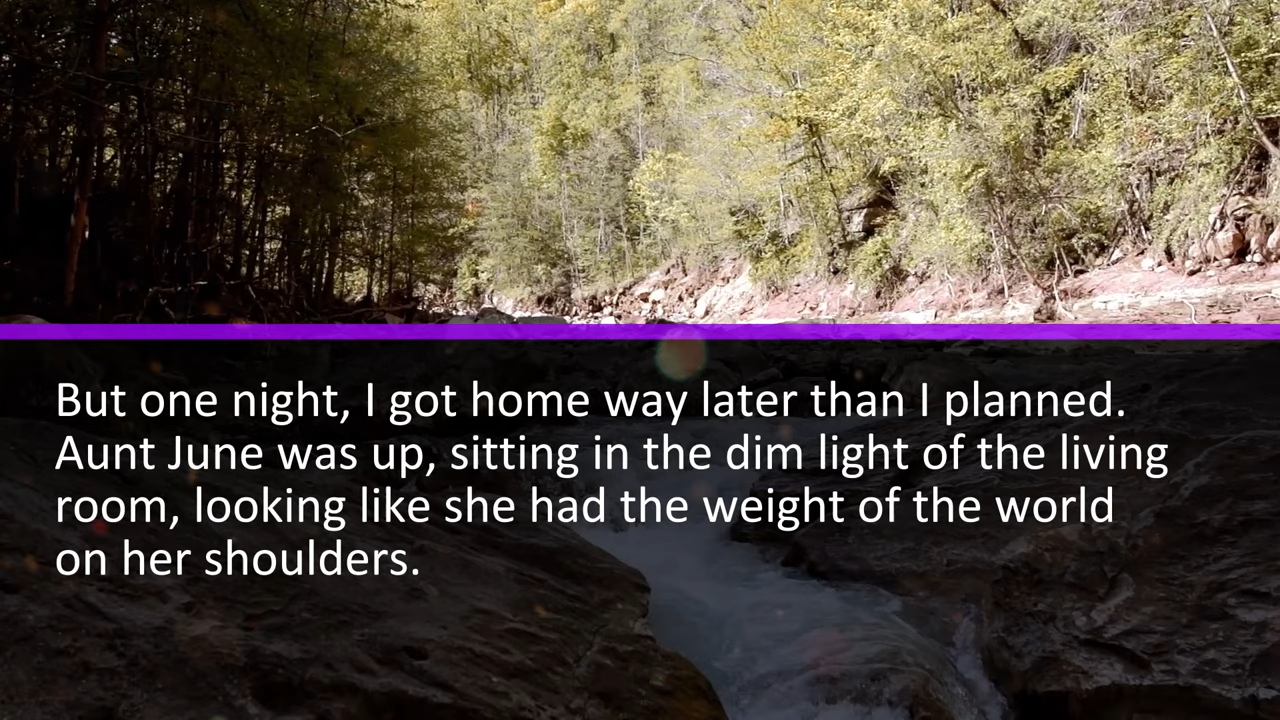 But one night, I got home way later than I planned.
Aunt June was up, sitting in the dim light of the living
room, looking like she had the weight of the world
on her shoulders.